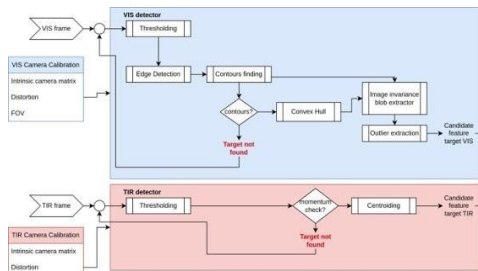 VIS detector
VIS frame
Thresholding
VIS Camera Calibration
Intrinsic camera matrix
Distortion
FOV
Edge Detection
Contours finding
Image invariance
blob extractor
contours?
Convex Hull
Outlier extraction
Candidate
feature
target VIS
Target not
found
TIR detector
TIR frame
Thresholding
momentum
check?
Centroiding
Candidate
feature
target TIR
Target not
found
TIR Camera Calibration
Intrinsic camera matrix
Distortion